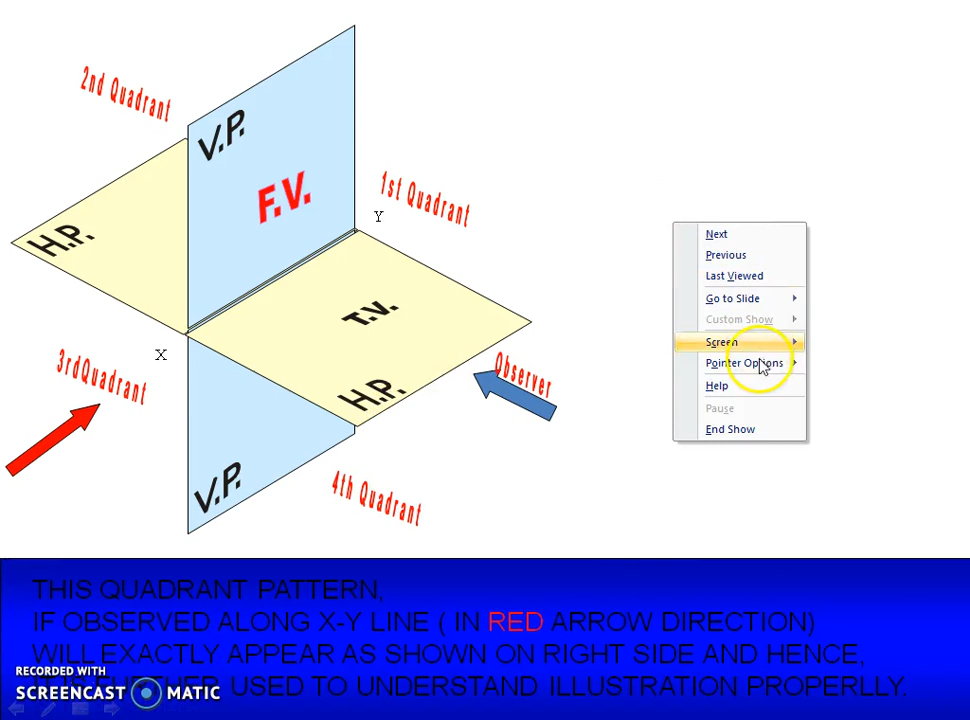 2nd Quadrant
V.P.
F.V.
1st Quadrant
Y
H.P.
T.V.
X
3rdQuadrant
H.P.
Observer
V.P.
4th Quadrant
Next
Previous
Last Viewed
Go to Slide
Custom Show
Screen
Pointer Options
Help
Pause
End Show
THIS QUADRANT PATTERN,
IF OBSERVED ALONG X-Y LINE ( IN RED ARROW DIRECTION)
WILL EXACTLY APPEAR AS SHOWN ON RIGHT SIDE AND HENCE,
USED TO UNDERSTAND ILLUSTRATION PROPERLLY.
RECORDED WITH
SCREENCAST MATIC